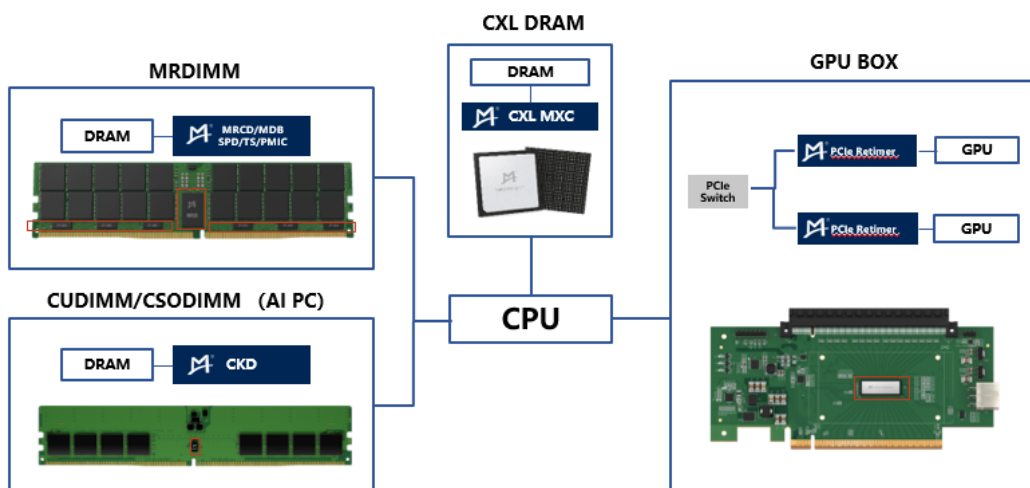 CXL DRAM
MRDIMM
GPU BOX
DRAM
CXL MXC
DRAM
MRCD/MDB
SPD/TS/PMIC
PCIe Retimer
GPU
PCIe
Switch
PCIe Retimer
GPU
CUDIMM/CSODIMM (AI PC)
CPU
DRAM
CKD